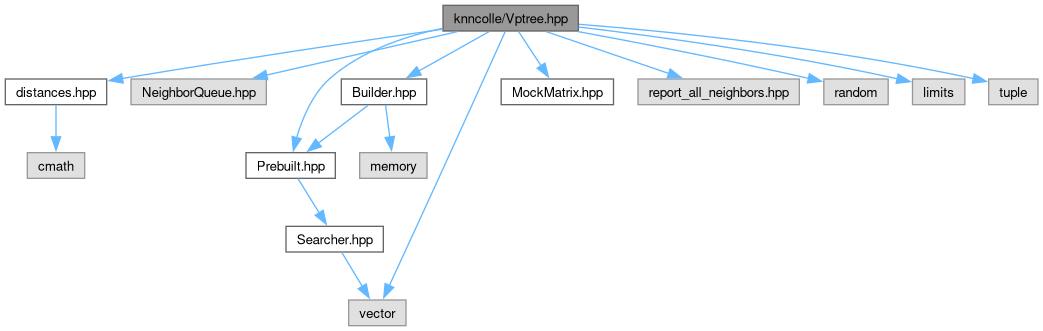 knncolle/Vptree.hpp
distances.hpp
NeighborQueue.hpp
Builder.hpp
MockMatrix.hpp
report_all_neighbors.hpp
random
limits
tuple
cmath
Prebuilt.hpp
memory
Searcher.hpp
vector